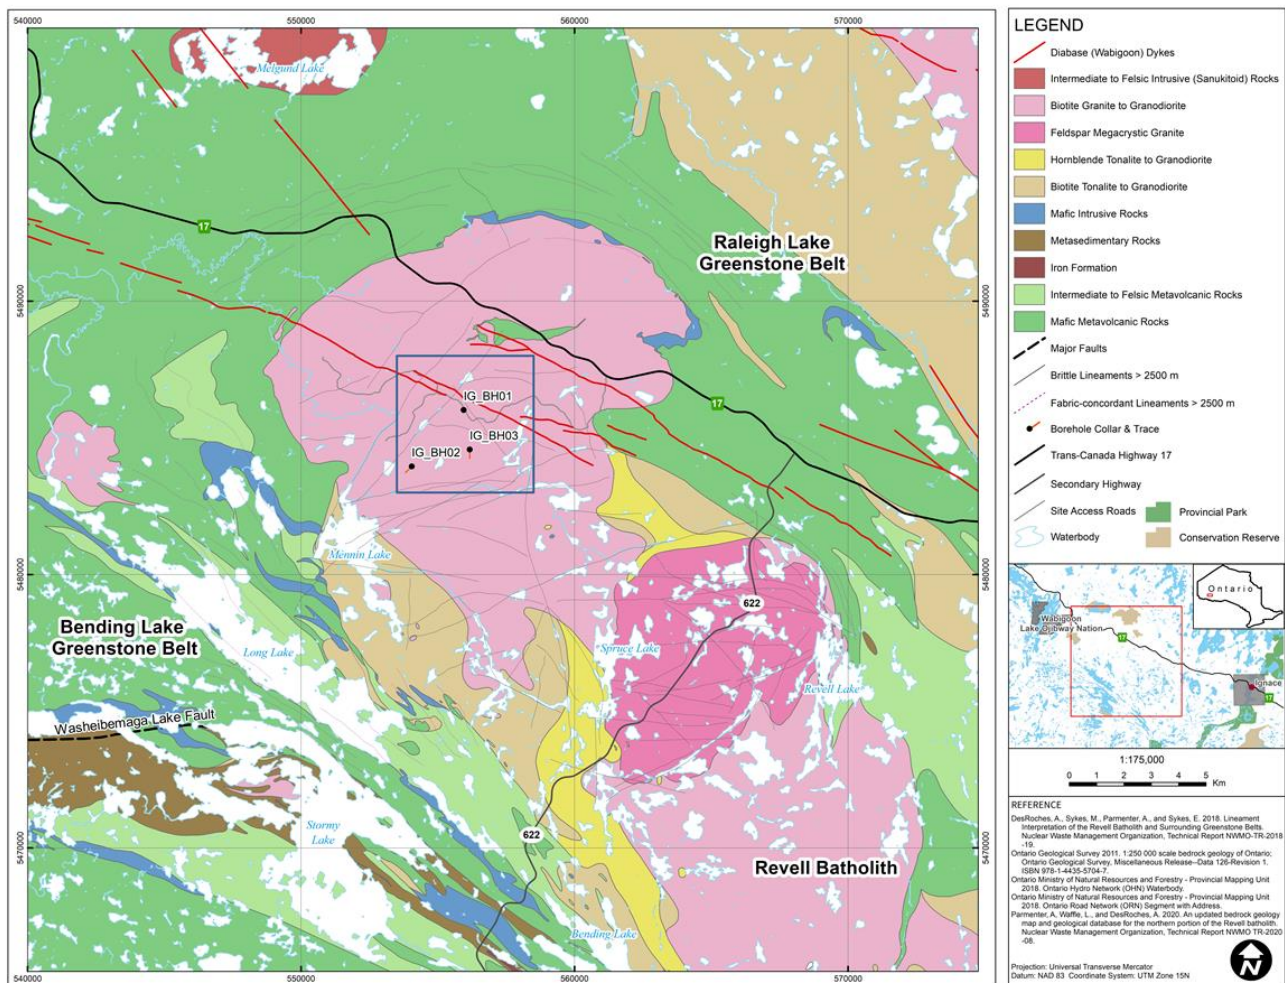 540000
550000
560000
570000
Melgund Lake
17
Raleigh Lake
Greenstone Belt
5490000
5490000
IG_BH01
17
IG_BH03
IG_BH02
Mennin Lake
5480000
5480000
622
Bending Lake
Greenstone Belt
Long Lake
Spruce Lake
Revell Lake
Washeibemaga Lake Fault
Stormy
Lake
622
5470000
5470000
Revell Batholith
Bending Lake
540000
550000
560000
570000
LEGEND
Diabase (Wabigoon) Dykes
Intermediate to Felsic Intrusive (Sanukitoid) Rocks
Biotite Granite to Granodiorite
Feldspar Megacrystic Granite
Hornblende Tonalite to Granodiorite
Biotite Tonalite to Granodiorite
Mafic Intrusive Rocks
Metasedimentary Rocks
Iron Formation
Intermediate to Felsic Metavolcanic Rocks
Mafic Metavolcanic Rocks
Major Faults
Brittle Lineaments > 2500 m
Fabric-concordant Lineaments > 2500 m
Borehole Collar & Trace
Trans-Canada Highway 17
Secondary Highway
Site Access Roads
Provincial Park
Waterbody
Conservation Reserve
Ontario
Wabigoon
Lake Ojibway Nation
17
Ignace
17
1:175,000
0 1 2 3 4 5
Km
REFERENCE
DesRoches, A., Sykes, M., Parmenter, A., and Sykes, E. 2018. Lineament
Interpretation of the Revell Batholith and Surrounding Greenstone Belts.
Nuclear Waste Management Organization, Technical Report NWMO-TR-2018
-19.
Ontario Geological Survey 2011. 1:250 000 scale bedrock geology of Ontario;
Ontario Geological Survey, Miscellaneous Release--Data 126-Revision 1.
ISBN 978-1-4435-5704-7.
Ontario Ministry of Natural Resources and Forestry - Provincial Mapping Unit
2018. Ontario Hydro Network (OHN) Waterbody.
Ontario Ministry of Natural Resources and Forestry - Provincial Mapping Unit
2018. Ontario Road Network (ORN) Segment with Address.
Parmenter, A, Waffle, L., and DesRoches, A. 2020. An updated bedrock geology
map and geological database for the northern portion of the Revell batholith.
Nuclear Waste Management Organization, Technical Report NWMO TR-2020
-08.
Projection: Universal Transverse Mercator
Datum: NAD 83 Coordinate System: UTM Zone 15N
N